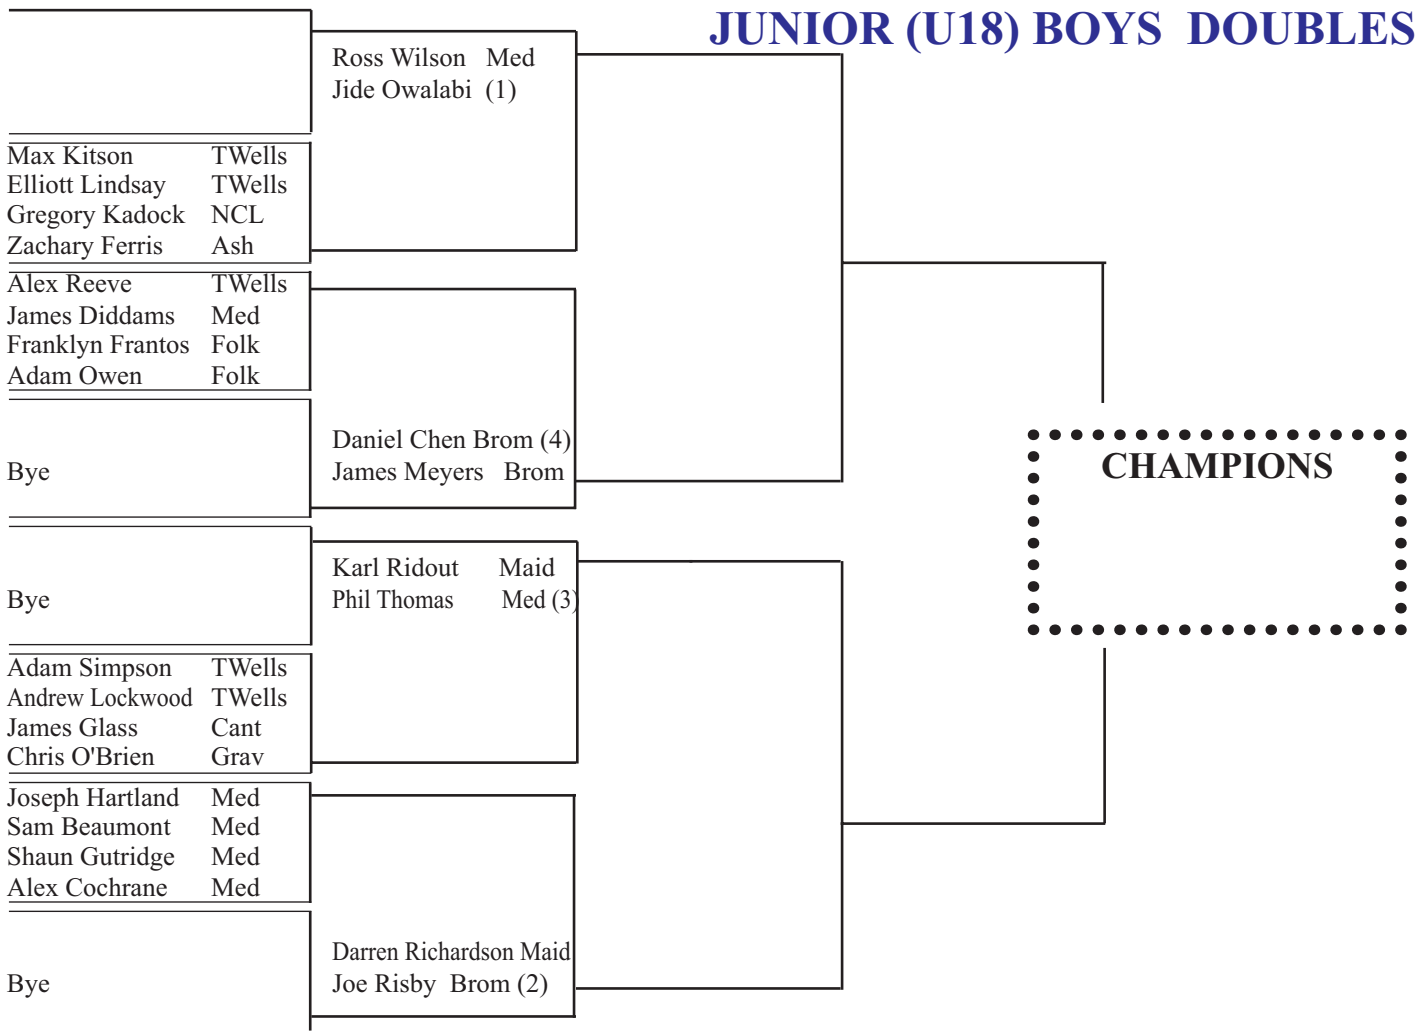 JUNIOR (U18) BOYS DOUBLES
Ross Wilson Med
Jide Owalabi (1)
Max Kitson TWells
Elliott Lindsay TWells
Gregory Kadock NCL
Zachary Ferris Ash
Alex Reeve TWells
James Diddams Med
Franklyn Frantos Folk
Adam Owen Folk
Daniel Chen Brom (4)
Bye
James Meyers Brom
CHAMPIONS
Karl Ridout Maid
Bye
Phil Thomas Med (3)
Adam Simpson TWells
Andrew Lockwood TWells
James Glass Cant
Chris O'Brien Grav
Joseph Hartland Med
Sam Beaumont Med
Shaun Gutridge Med
Alex Cochrane Med
Darren Richardson Maid
Bye
Joe Risby Brom (2)